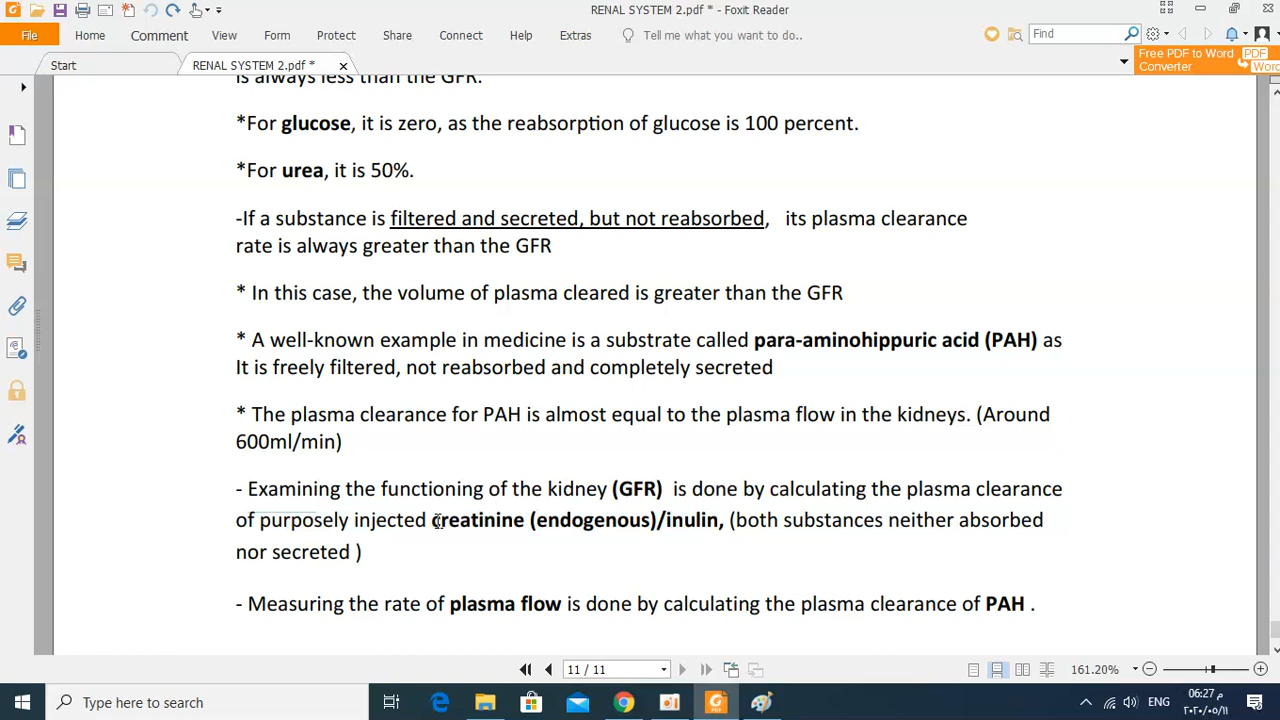 RENAL SYSTEM 2.pdf * - Foxit Reader
File Home Comment View Form Protect Share Connect Help Extras Tell me what you want to do.. Find
Start RENAL SYSTEM 2.pdf * Free PDF to Word Converter PDF Word
is always less than the GFR.
*For glucose, it is zero, as the reabsorption of glucose is 100 percent.
*For urea, it is 50%.
-If a substance is filtered and secreted, but not reabsorbed, its plasma clearance
rate is always greater than the GFR
* In this case, the volume of plasma cleared is greater than the GFR
* A well-known example in medicine is a substrate called para-aminohippuric acid (PAH) as
It is freely filtered, not reabsorbed and completely secreted
* The plasma clearance for PAH is almost equal to the plasma flow in the kidneys. (Around
600ml/min)
- Examining the functioning of the kidney (GFR) is done by calculating the plasma clearance
of purposely injected creatinine (endogenous)/inulin, (both substances neither absorbed
nor secreted )
- Measuring the rate of plasma flow is done by calculating the plasma clearance of PAH .
11 / 11 161.20%
Type here to search ENG م 06:27
٢٠٢٠/٠٥/١١